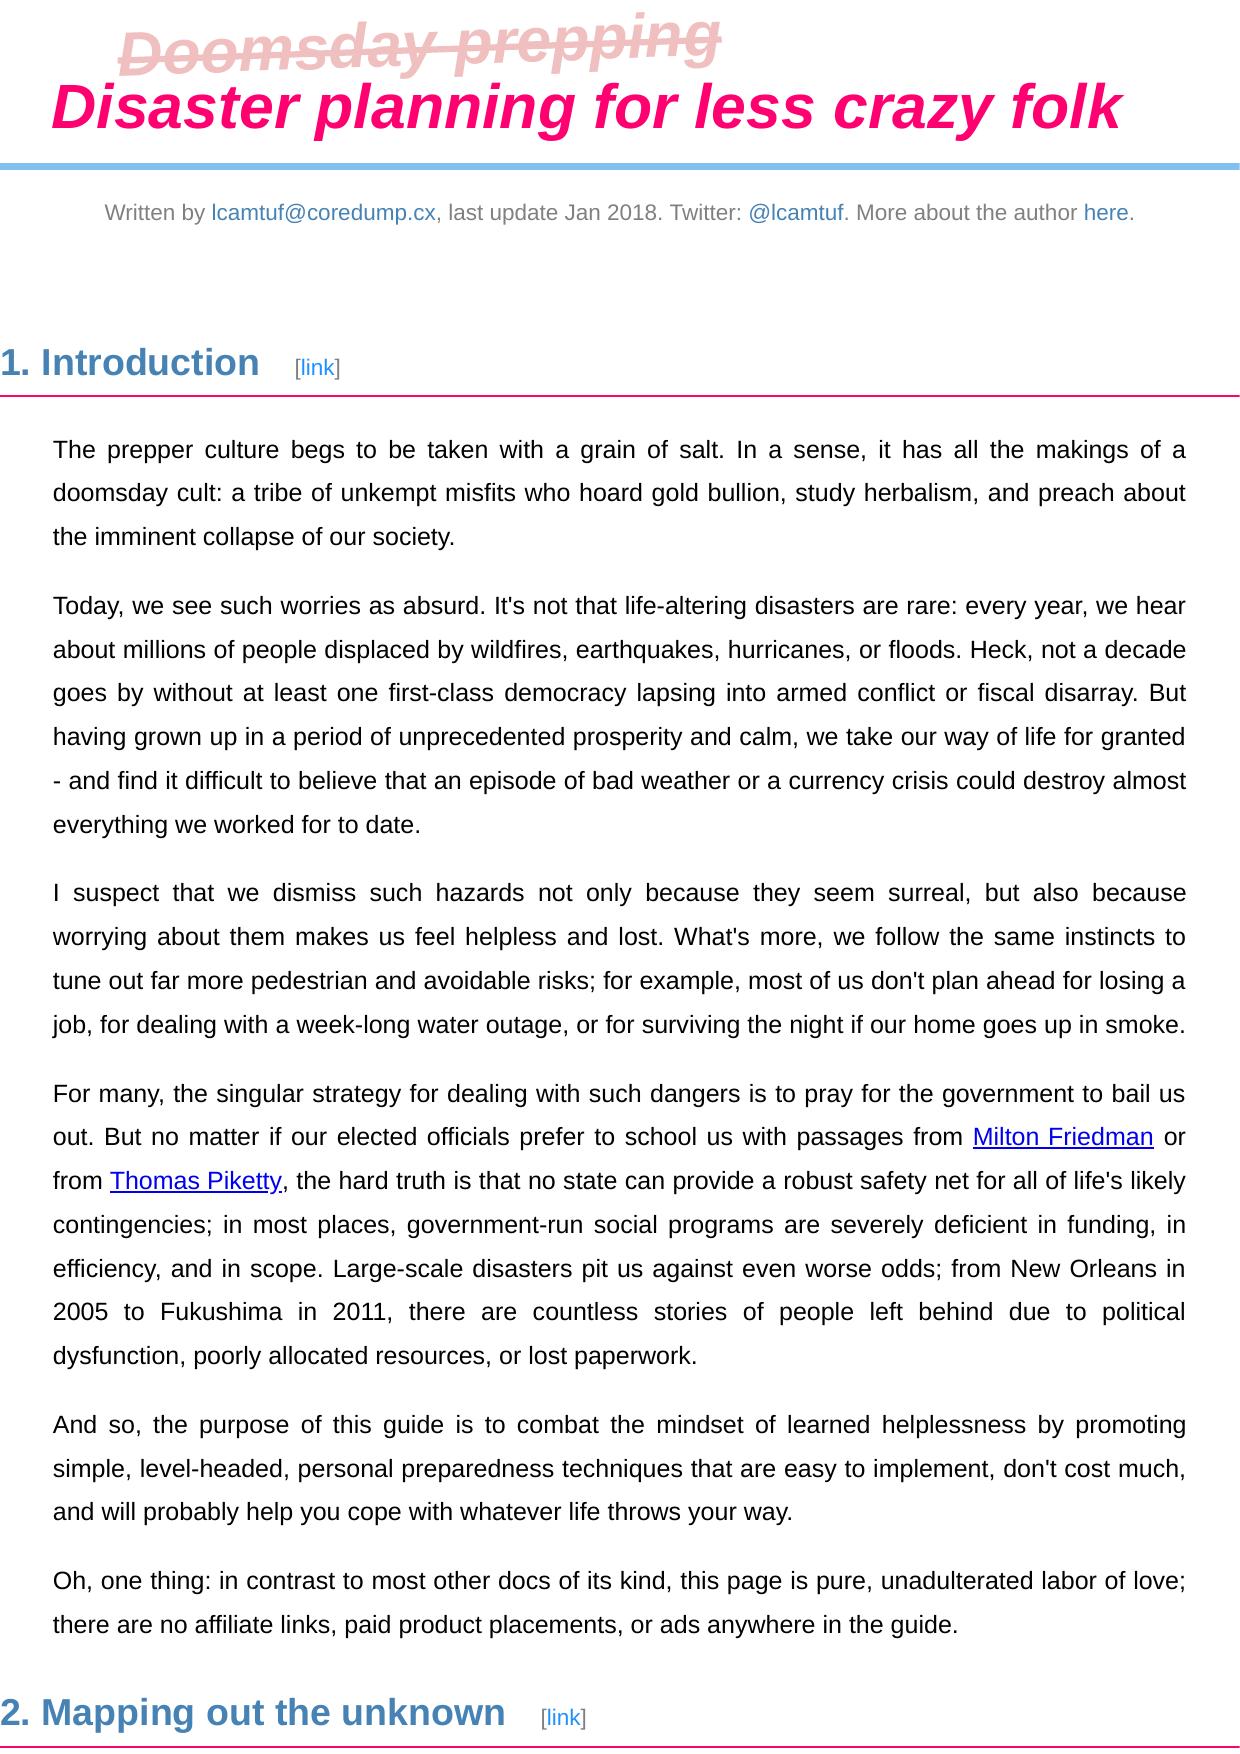 Doomsday prepping
Disaster planning for less crazy folk
Written by lcamtuf@coredump.cx, last update Jan 2018. Twitter: @lcamtuf. More about the author here.
1. Introduction [link]
The prepper culture begs to be taken with a grain of salt. In a sense, it has all the makings of a
doomsday cult: a tribe of unkempt misfits who hoard gold bullion, study herbalism, and preach about
the imminent collapse of our society.
Today, we see such worries as absurd. It's not that life-altering disasters are rare: every year, we hear
about millions of people displaced by wildfires, earthquakes, hurricanes, or floods. Heck, not a decade
goes by without at least one first-class democracy lapsing into armed conflict or fiscal disarray. But
having grown up in a period of unprecedented prosperity and calm, we take our way of life for granted
- and find it difficult to believe that an episode of bad weather or a currency crisis could destroy almost
everything we worked for to date.
I suspect that we dismiss such hazards not only because they seem surreal, but also because
worrying about them makes us feel helpless and lost. What's more, we follow the same instincts to
tune out far more pedestrian and avoidable risks; for example, most of us don't plan ahead for losing a
job, for dealing with a week-long water outage, or for surviving the night if our home goes up in smoke.
For many, the singular strategy for dealing with such dangers is to pray for the government to bail us
out. But no matter if our elected officials prefer to school us with passages from Milton Friedman or
from Thomas Piketty, the hard truth is that no state can provide a robust safety net for all of life's likely
contingencies; in most places, government-run social programs are severely deficient in funding, in
efficiency, and in scope. Large-scale disasters pit us against even worse odds; from New Orleans in
2005 to Fukushima in 2011, there are countless stories of people left behind due to political
dysfunction, poorly allocated resources, or lost paperwork.
And so, the purpose of this guide is to combat the mindset of learned helplessness by promoting
simple, level-headed, personal preparedness techniques that are easy to implement, don't cost much,
and will probably help you cope with whatever life throws your way.
Oh, one thing: in contrast to most other docs of its kind, this page is pure, unadulterated labor of love;
there are no affiliate links, paid product placements, or ads anywhere in the guide.
2. Mapping out the unknown [link]